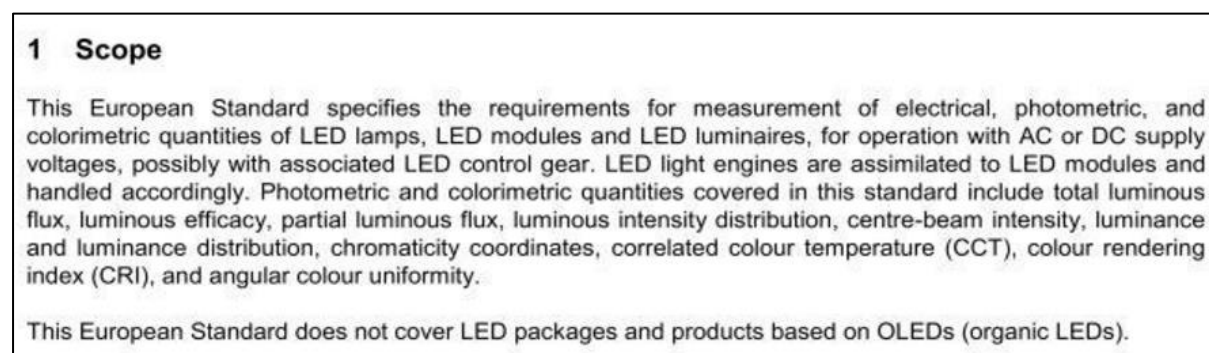 1 Scope
This European Standard specifies the requirements for measurement of electrical, photometric, and
colorimetric quantities of LED lamps, LED modules and LED luminaires, for operation with AC or DC supply
voltages, possibly with associated LED control gear. LED light engines are assimilated to LED modules and
handled accordingly. Photometric and colorimetric quantities covered in this standard include total luminous
flux, luminous efficacy, partial luminous flux, luminous intensity distribution, centre-beam intensity, luminance
and luminance distribution, chromaticity coordinates, correlated colour temperature (CCT), colour rendering
index (CRI), and angular colour uniformity.
This European Standard does not cover LED packages and products based on OLEDs (organic LEDs).